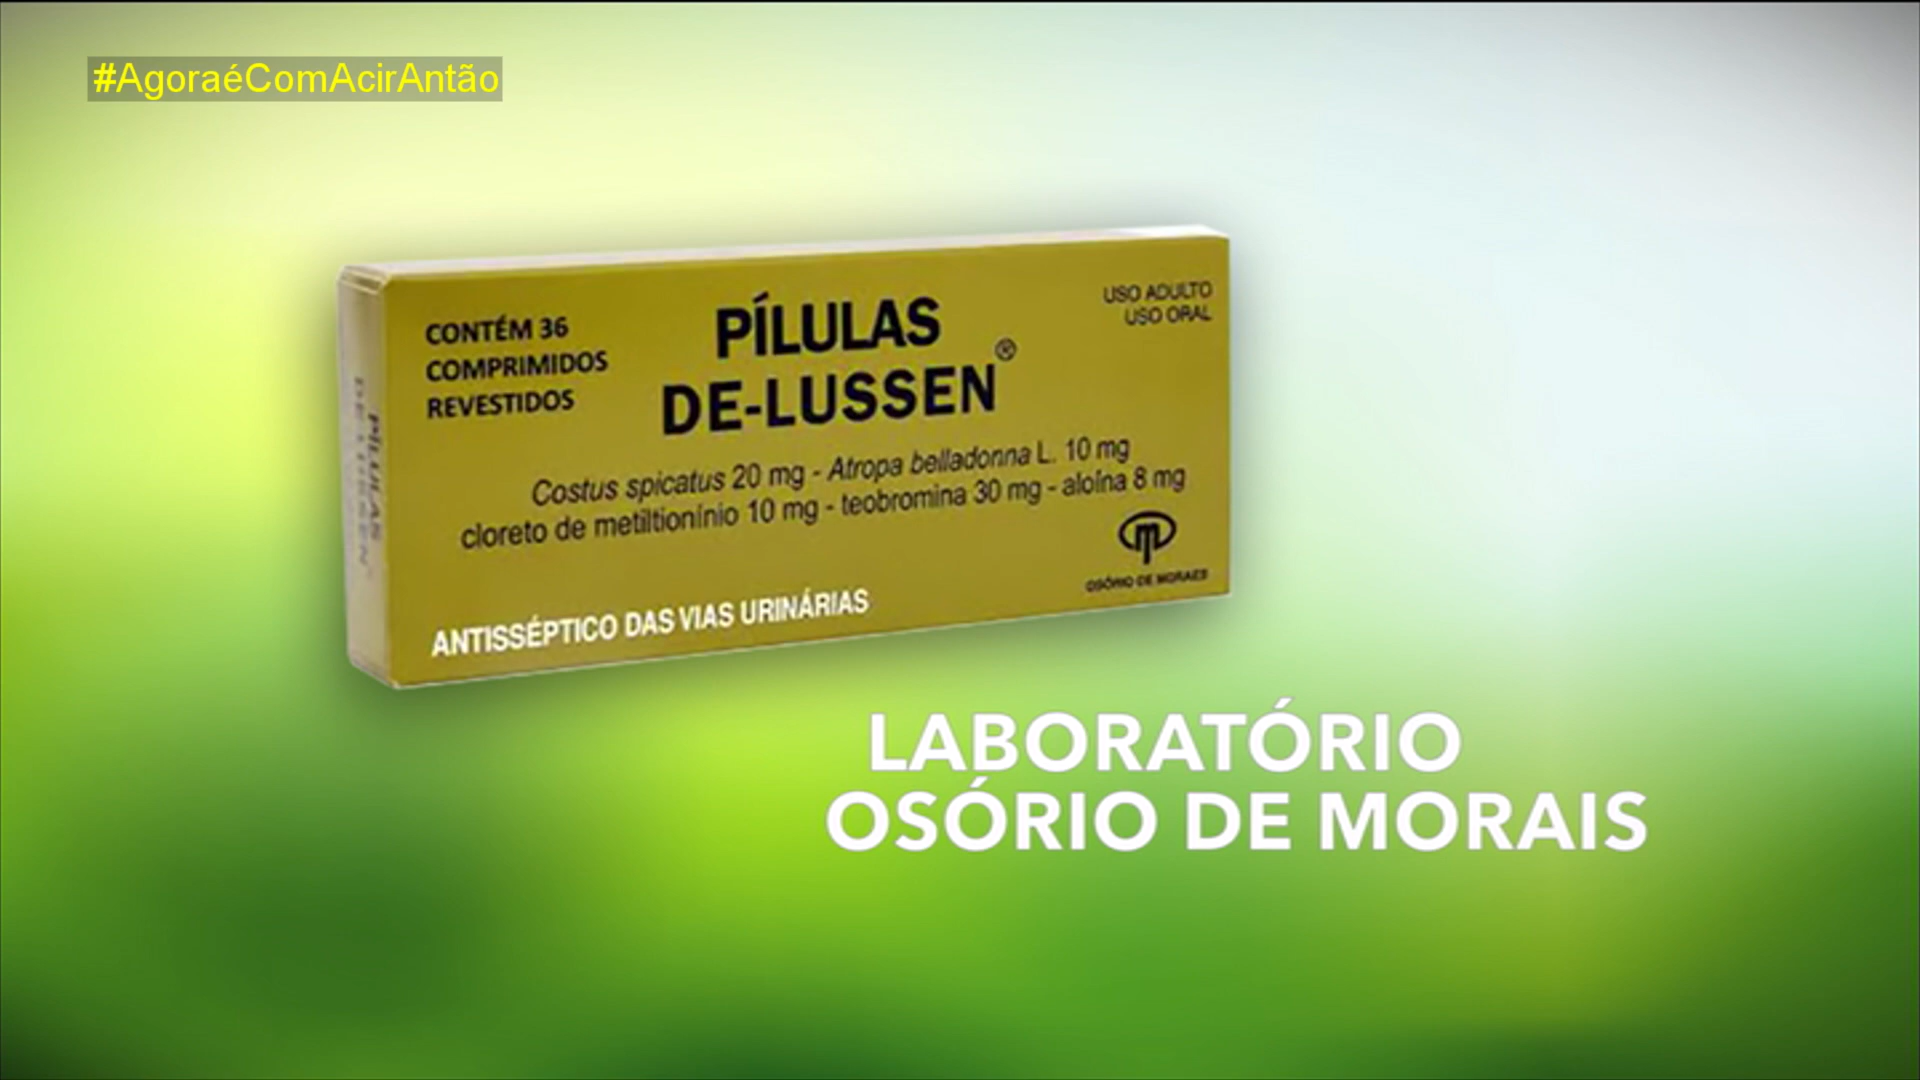 #AgoraéComAcirAntão
CONTÉM 36
COMPRIMIDOS
REVESTIDOS
PÍLULAS
DE-LUSSEN®
USO ADULTO
USO ORAL
Costus spicatus 20 mg - Atropa belladonna L. 10 mg
cloreto de metiltionínio 10 mg - teobromina 30 mg - aloína 8 mg
OSÓRIO DE MORAES
ANTISSÉPTICO DAS VIAS URINÁRIAS
PÍLULAS
DE-LUSSEN
LABORATÓRIO
OSÓRIO DE MORAIS